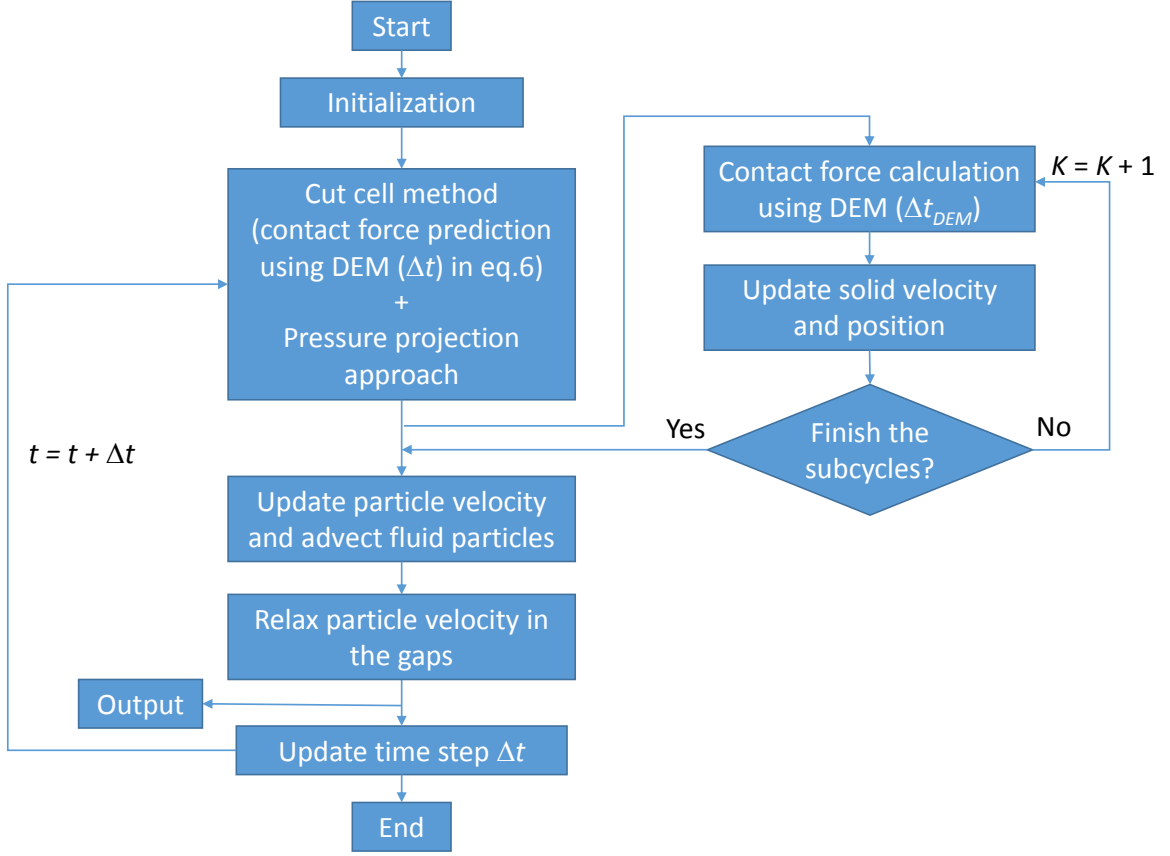 Start
Initialization
Cut cell method
(contact force prediction
using DEM (Δt) in eq.6)
+
Pressure projection
approach
Contact force calculation
using DEM (Δt_DEM)
K = K + 1
Update solid velocity
and position
Finish the
subcycles?
Yes
No
t = t + Δt
Update particle velocity
and advect fluid particles
Relax particle velocity in
the gaps
Output
Update time step Δt
End